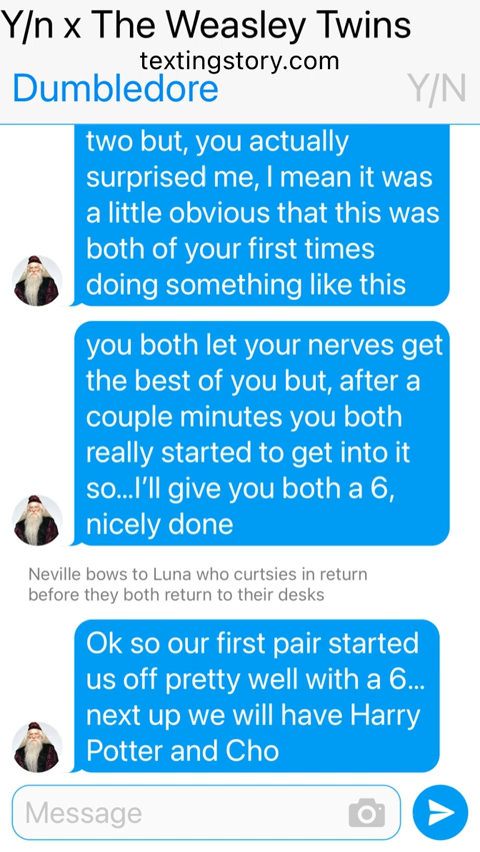 Y/n x The Weasley Twins
textingstory.com
Dumbledore
Y/N
two but, you actually
surprised me, I mean it was
a little obvious that this was
both of your first times
doing something like this
you both let your nerves get
the best of you but, after a
couple minutes you both
really started to get into it
so...I'll give you both a 6,
nicely done
Neville bows to Luna who curtsies in return
before they both return to their desks
Ok so our first pair started
us off pretty well with a 6...
next up we will have Harry
Potter and Cho
Message